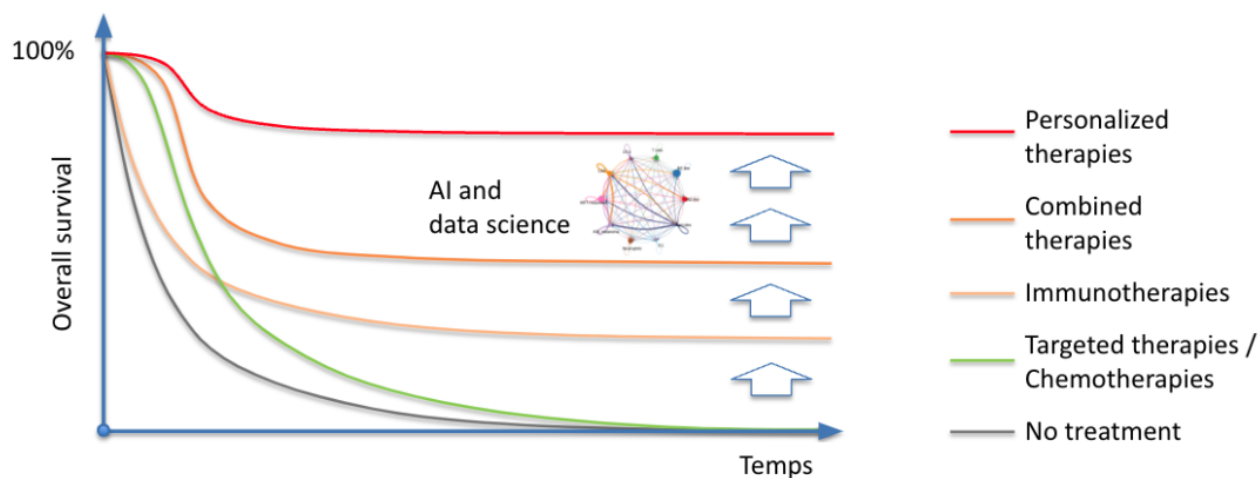 100%
Overall survival
AI and
data science
Temps
Personalized
therapies
Combined
therapies
Immunotherapies
Targeted therapies /
Chemotherapies
No treatment